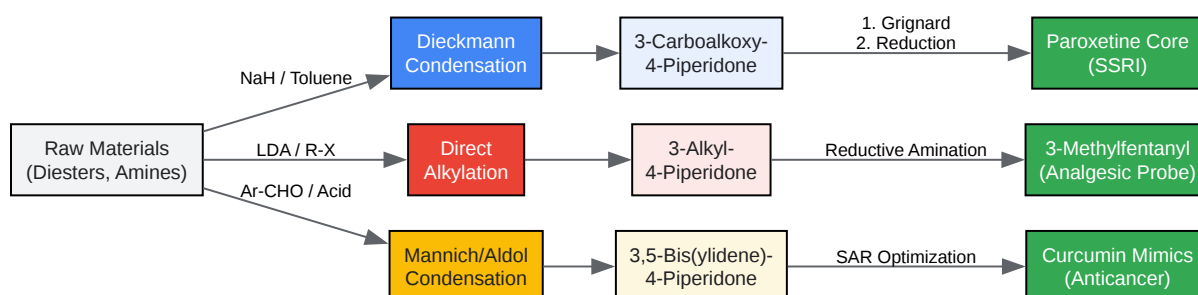 NaH / Toluene
Dieckmann
Condensation
3-Carboalkoxy-
4-Piperidone
1. Grignard
2. Reduction
Paroxetine Core
(SSRI)
Raw Materials
(Diesters, Amines)
LDA / R-X
Direct
Alkylation
3-Alkyl-
4-Piperidone
Reductive Amination
3-Methylfentanyl
(Analgesic Probe)
Ar-CHO / Acid
Mannich/Aldol
Condensation
3,5-Bis(ylidene)-
4-Piperidone
SAR Optimization
Curcumin Mimics
(Anticancer)